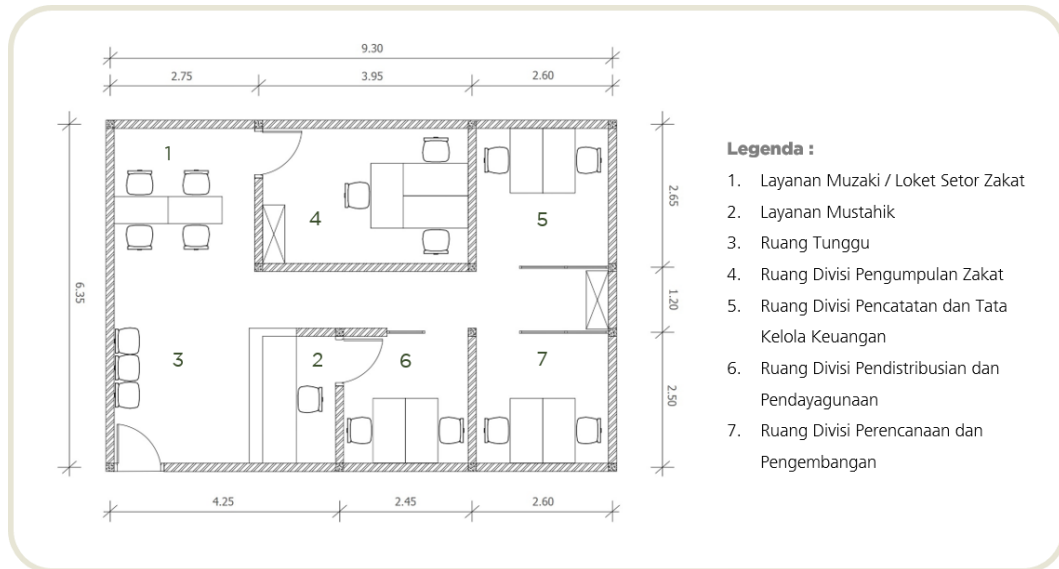 9.30
2.75
3.95
2.60
1
4
5
6.35
2.65
1.20
2.50
3
2
6
7
4.25
2.45
2.60
Legenda :
1. Layanan Muzaki / Loket Setor Zakat
2. Layanan Mustahik
3. Ruang Tunggu
4. Ruang Divisi Pengumpulan Zakat
5. Ruang Divisi Pencatatan dan Tata
Kelola Keuangan
6. Ruang Divisi Pendistribusian dan
Pendayagunaan
7. Ruang Divisi Perencanaan dan
Pengembangan